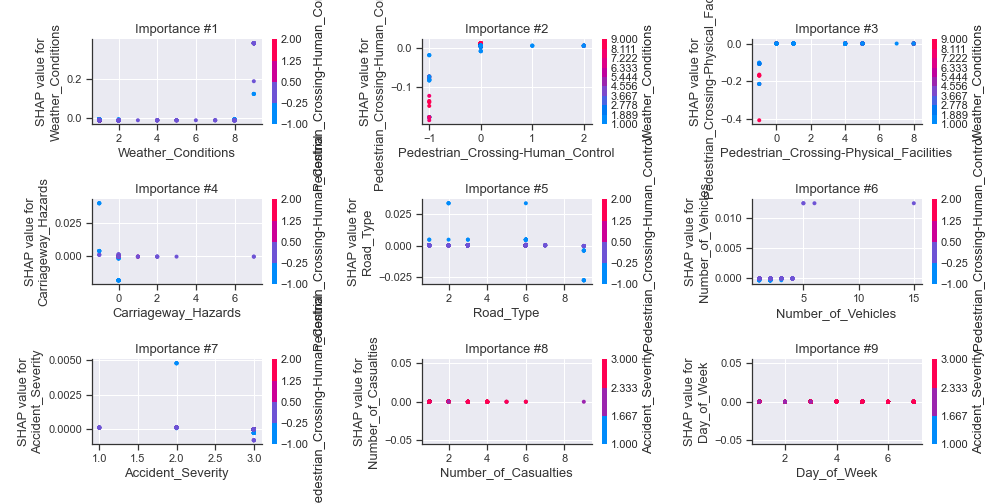 Importance #1
SHAP value for
Weather_Conditions
0.2
0.0
2
4
6
8
Weather_Conditions
2.00
1.25
0.50
−0.25
−1.00
Importance #2
SHAP value for
Pedestrian_Crossing-Human_Co
0.0
−0.1
−1
0
1
2
Pedestrian_Crossing-Human_Control
9.000
8.111
7.222
6.333
5.444
4.556
3.667
2.778
1.889
1.000
Weather_Conditions
Importance #3
SHAP value for
Pedestrian_Crossing-Physical_Fac
0.0
−0.2
−0.4
0
2
4
6
8
Pedestrian_Crossing-Physical_Facilities
9.000
8.111
7.222
6.333
5.444
4.556
3.667
2.778
1.889
1.000
Weather_Conditions
Importance #4
SHAP value for
Carriageway_Hazards
0.025
0.000
0
2
4
6
Carriageway_Hazards
2.00
1.25
0.50
−0.25
−1.00
Pedestrian_Crossing-Human_Co
Importance #5
SHAP value for
Road_Type
0.025
0.000
−0.025
2
4
6
8
Road_Type
2.00
1.25
0.50
−0.25
−1.00
Pedestrian_Crossing-Human_Control
Importance #6
SHAP value for
Number_of_Vehicles
0.010
0.005
0.000
5
10
15
Number_of_Vehicles
2.00
1.25
0.50
−0.25
−1.00
Pedestrian_Crossing-Human_Control
Importance #7
SHAP value for
Accident_Severity
0.0050
0.0025
0.0000
1.0
1.5
2.0
2.5
3.0
Accident_Severity
2.00
1.25
0.50
−0.25
−1.00
edestrian_Crossing-Human_Control
Importance #8
SHAP value for
Number_of_Casualties
0.05
0.00
−0.05
2
4
6
8
Number_of_Casualties
3.000
2.333
1.667
1.000
Accident_Severity
Importance #9
SHAP value for
Day_of_Week
0.05
0.00
−0.05
2
4
6
Day_of_Week
3.000
2.333
1.667
1.000
Accident_Severity